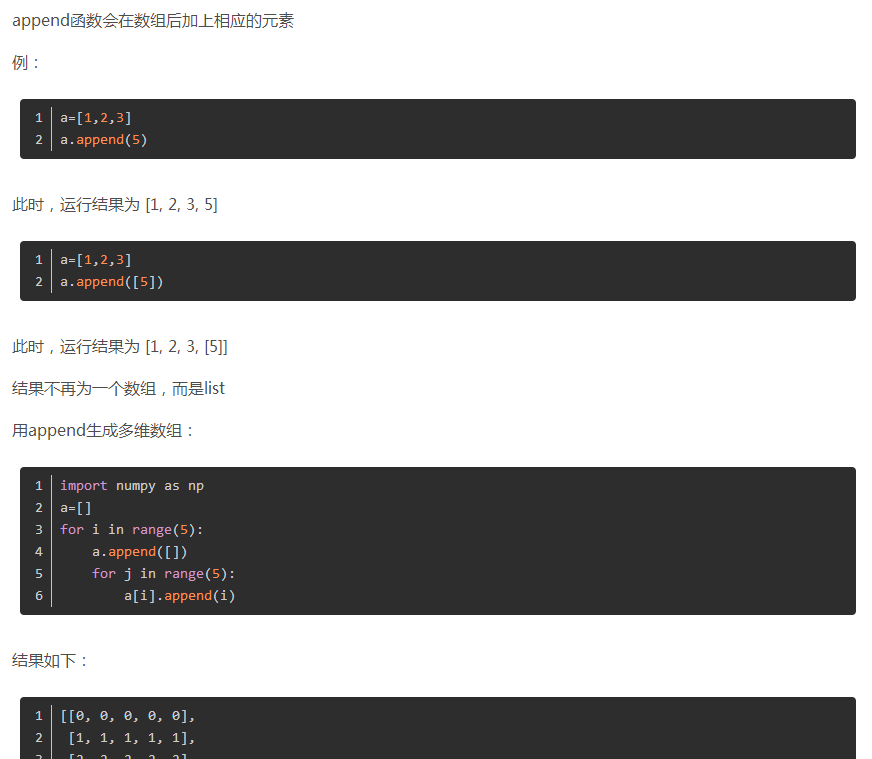 append函数会在数组后加上相应的元素
例：
1 a=[1,2,3]
2 a.append(5)
此时，运行结果为 [1, 2, 3, 5]
1 a=[1,2,3]
2 a.append([5])
此时，运行结果为 [1, 2, 3, [5]]
结果不再为一个数组，而是list
用append生成多维数组：
1 import numpy as np
2 a=[]
3 for i in range(5):
4     a.append([])
5     for j in range(5):
6         a[i].append(i)
结果如下：
1 [[0, 0, 0, 0, 0],
2  [1, 1, 1, 1, 1],